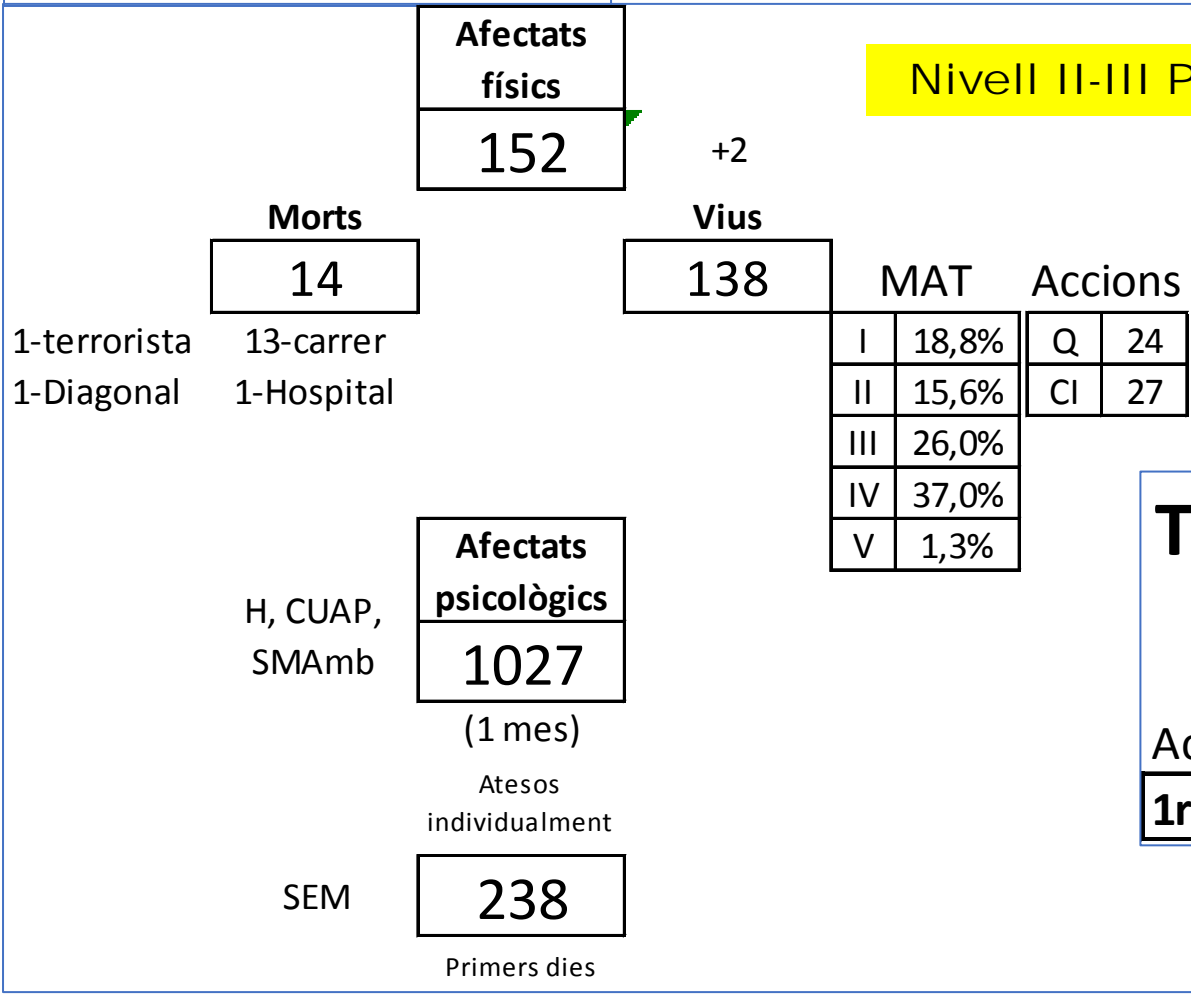 Afectats
físics
Nivell II-III P
152
+2
Morts
Vius
14
138
MAT
Accions
1-terrorista
13-carrer
I 18,8%
Q 24
1-Diagonal
1-Hospital
II 15,6%
CI 27
III 26,0%
IV 37,0%
V 1,3%
T
Afectats
psicològics
H, CUAP,
SMAmb
1027
(1 mes)
Atesos
individualment
1r
SEM
238
Primers dies